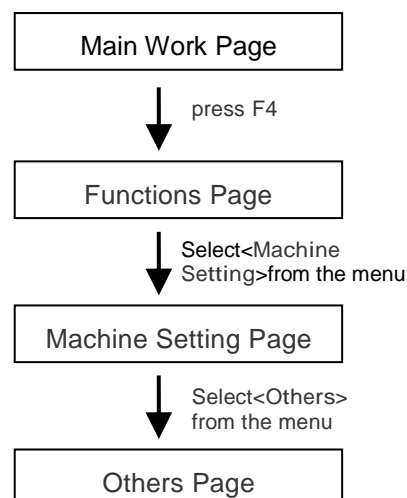 Main Work Page
press F4
Functions Page
Select<Machine
Setting>from the menu
Machine Setting Page
Select<Others>
from the menu
Others Page